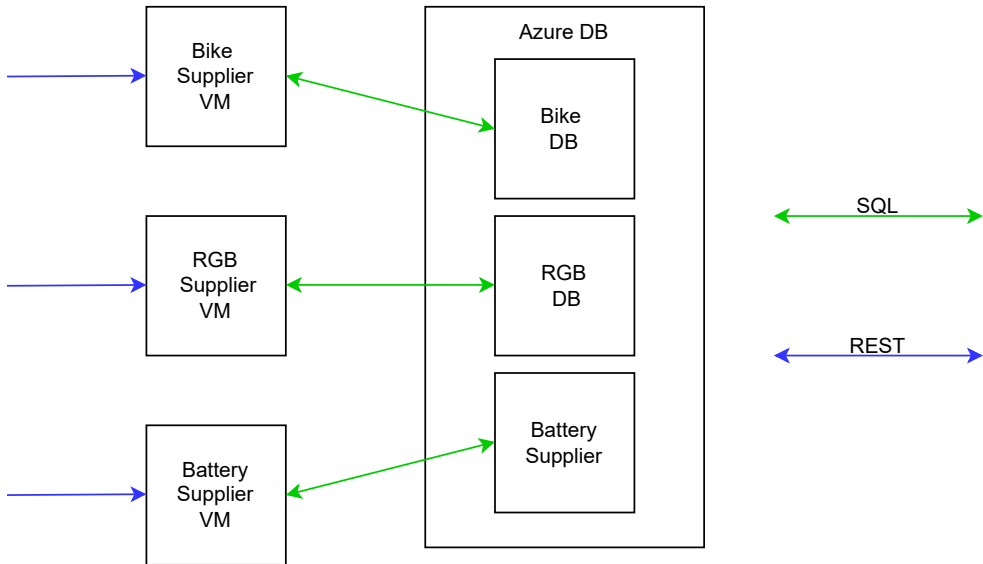 Bike
Supplier
VM
Azure DB
Bike
DB
RGB
Supplier
VM
RGB
DB
SQL
REST
Battery
Supplier
VM
Battery
Supplier